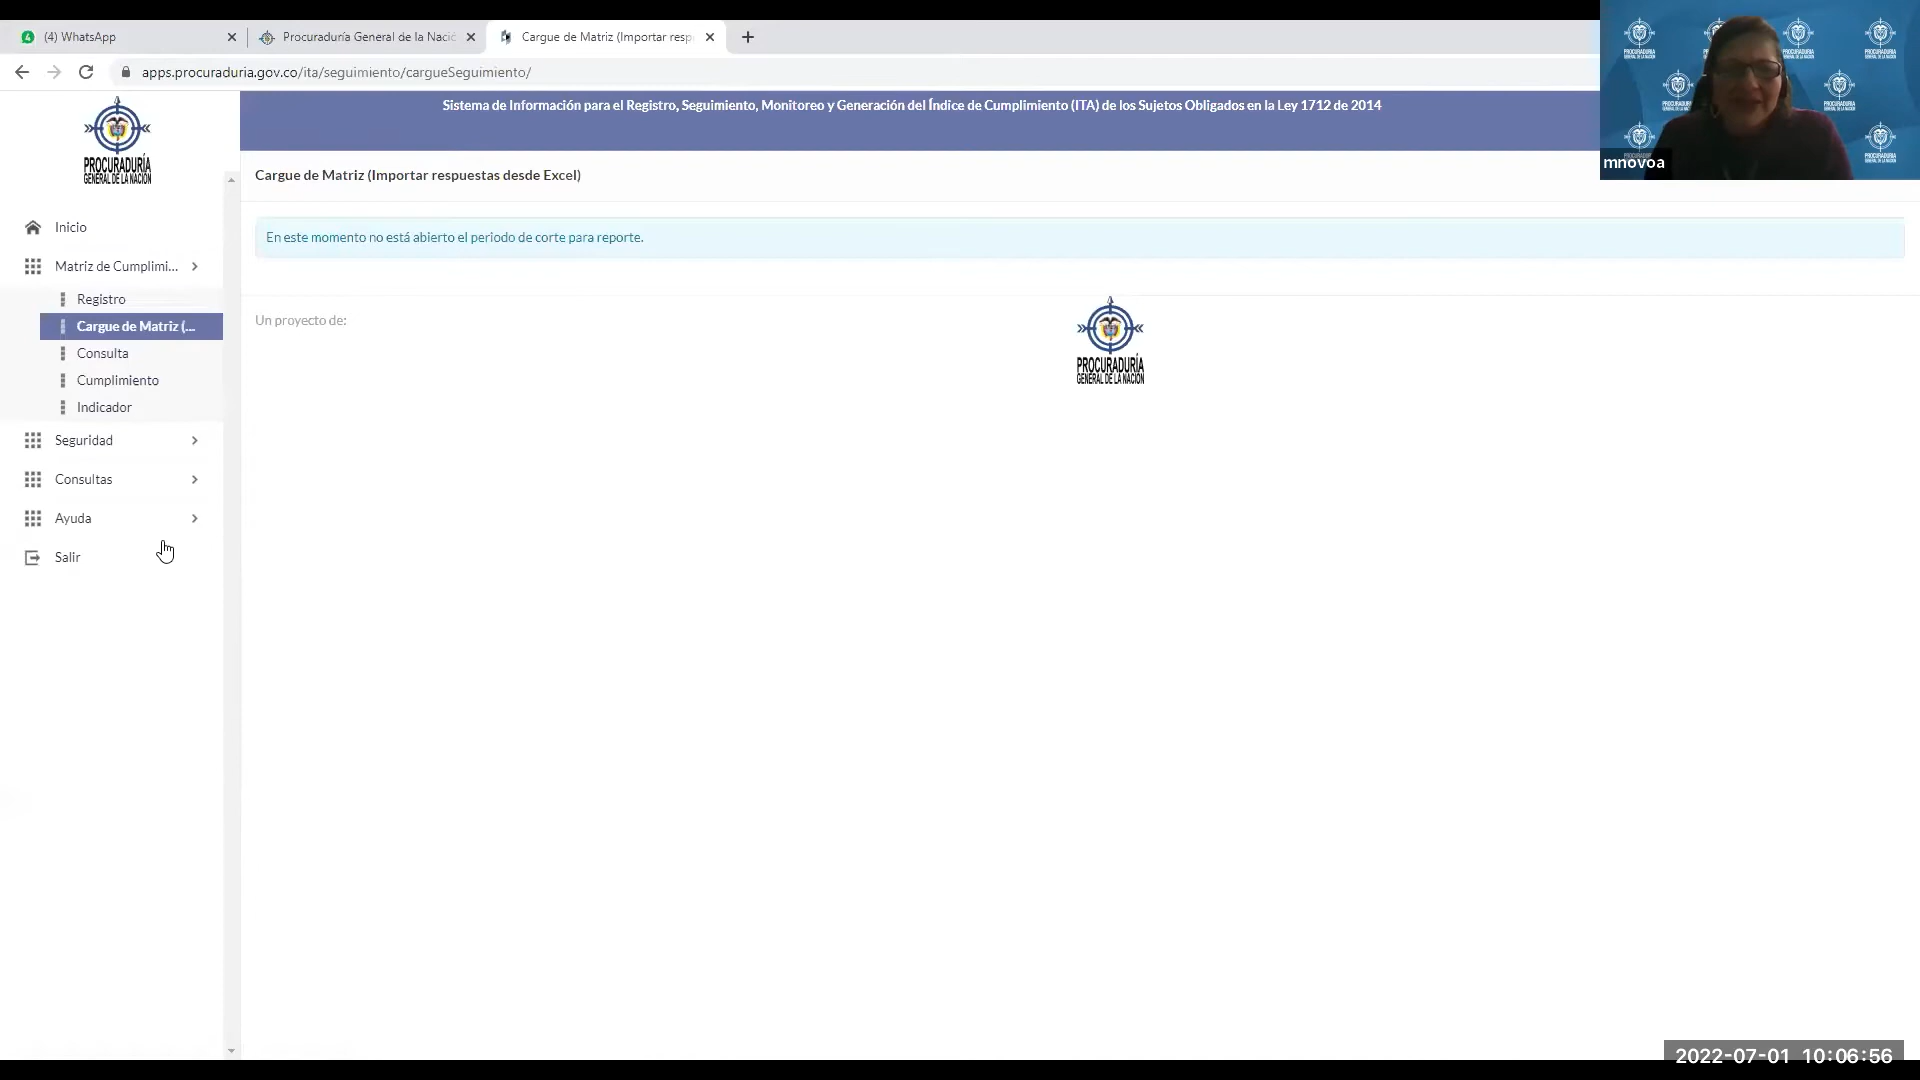 (4) WhatsApp
Procuraduría General de la Nació
Cargue de Matriz (Importar resp
apps.procuraduria.gov.co/ita/seguimiento/cargueSeguimiento/
PROCURADURÍA
GENERAL DE LA NACIÓN
Sistema de Información para el Registro, Seguimiento, Monitoreo y Generación del Índice de Cumplimiento (ITA) de los Sujetos Obligados en la Ley 1712 de 2014
mnovoa
Cargue de Matriz (Importar respuestas desde Excel)
En este momento no está abierto el periodo de corte para reporte.
Inicio
Matriz de Cumplimi...
Registro
Cargue de Matriz (...
Consulta
Cumplimiento
Indicador
Seguridad
Consultas
Ayuda
Salir
Un proyecto de:
PROCURADURÍA
GENERAL DE LA NACIÓN
2022-07-01 10:06:56